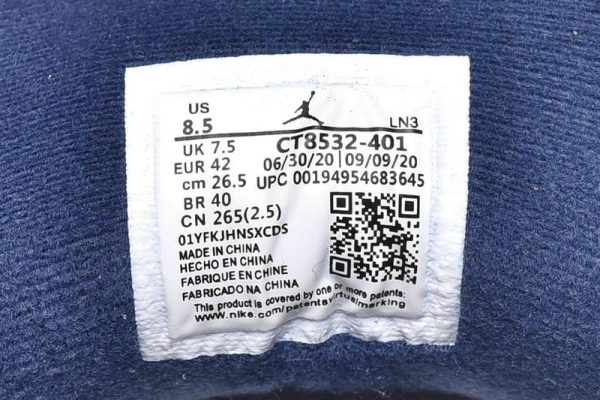 US
8.5
LN3
UK 7.5
CT8532-401
EUR 42
06/30/20 | 09/09/20
cm 26.5
UPC 00194954683645
BR 40
CN 265(2.5)
01YFKJHNSXCDS
MADE IN CHINA
HECHO EN CHINA
FABRIQUE EN CHINE
FABRICADO NA CHINA
This product is covered by one or more patents:
www.nike.com/patentsvirtualmarking